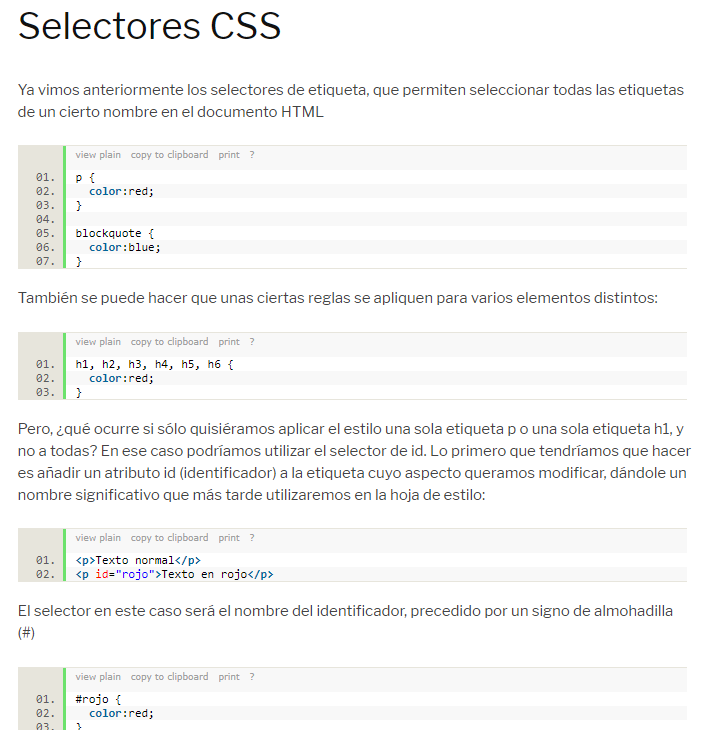 Selectores CSS
Ya vimos anteriormente los selectores de etiqueta, que permiten seleccionar todas las etiquetas
de un cierto nombre en el documento HTML
view plain copy to clipboard print ?
01. p {
02. color:red;
03. }
04.
05. blockquote {
06. color:blue;
07. }
También se puede hacer que unas ciertas reglas se apliquen para varios elementos distintos:
view plain copy to clipboard print ?
01. h1, h2, h3, h4, h5, h6 {
02. color:red;
03. }
Pero, ¿qué ocurre si sólo quisiéramos aplicar el estilo una sola etiqueta p o una sola etiqueta h1, y
no a todas? En ese caso podríamos utilizar el selector de id. Lo primero que tendríamos que hacer
es añadir un atributo id (identificador) a la etiqueta cuyo aspecto queramos modificar, dándole un
nombre significativo que más tarde utilizaremos en la hoja de estilo:
view plain copy to clipboard print ?
01. <p>Texto normal</p>
02. <p id="rojo">Texto en rojo</p>
El selector en este caso será el nombre del identificador, precedido por un signo de almohadilla
(#)
view plain copy to clipboard print ?
01. #rojo {
02. color:red;
03. }